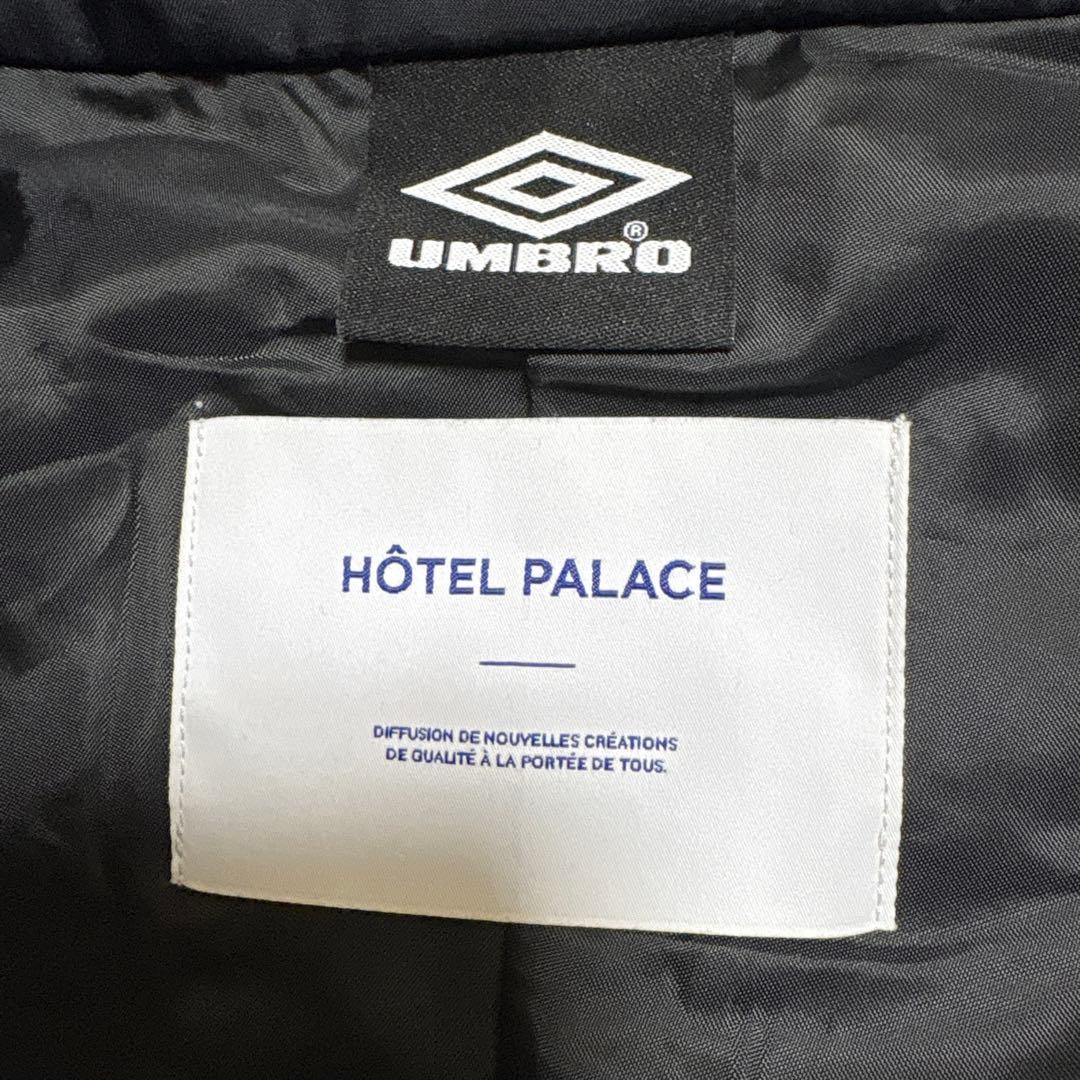 UMBRO®
HÔTEL PALACE
DIFFUSION DE NOUVELLES CRÉATIONS
DE QUALITÉ À LA PORTÉE DE TOUS.